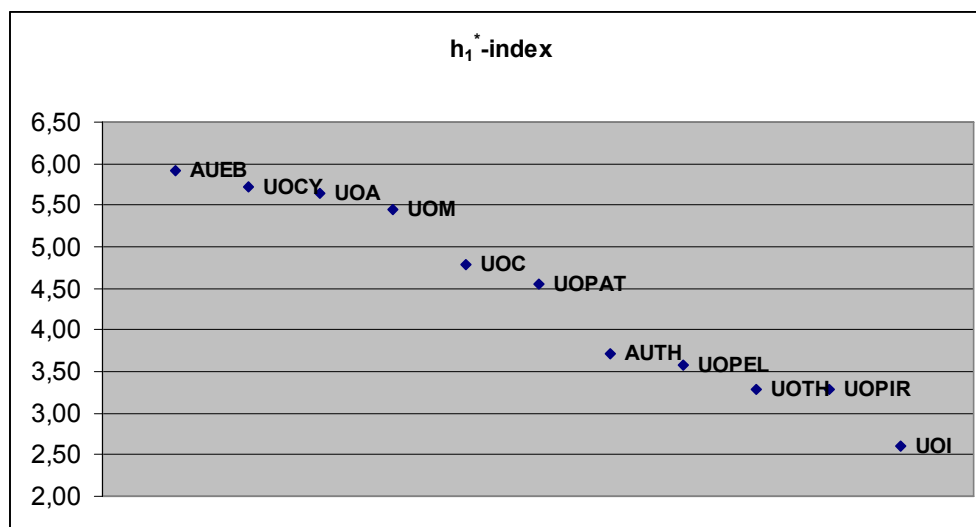 h₁*-index
6,50
6,00
5,50
5,00
4,50
4,00
3,50
3,00
2,50
2,00
AUEB
UOCY
UOA
UOM
UOC
UOPAT
AUTH
UOPEL
UOTH
UOPIR
UOI